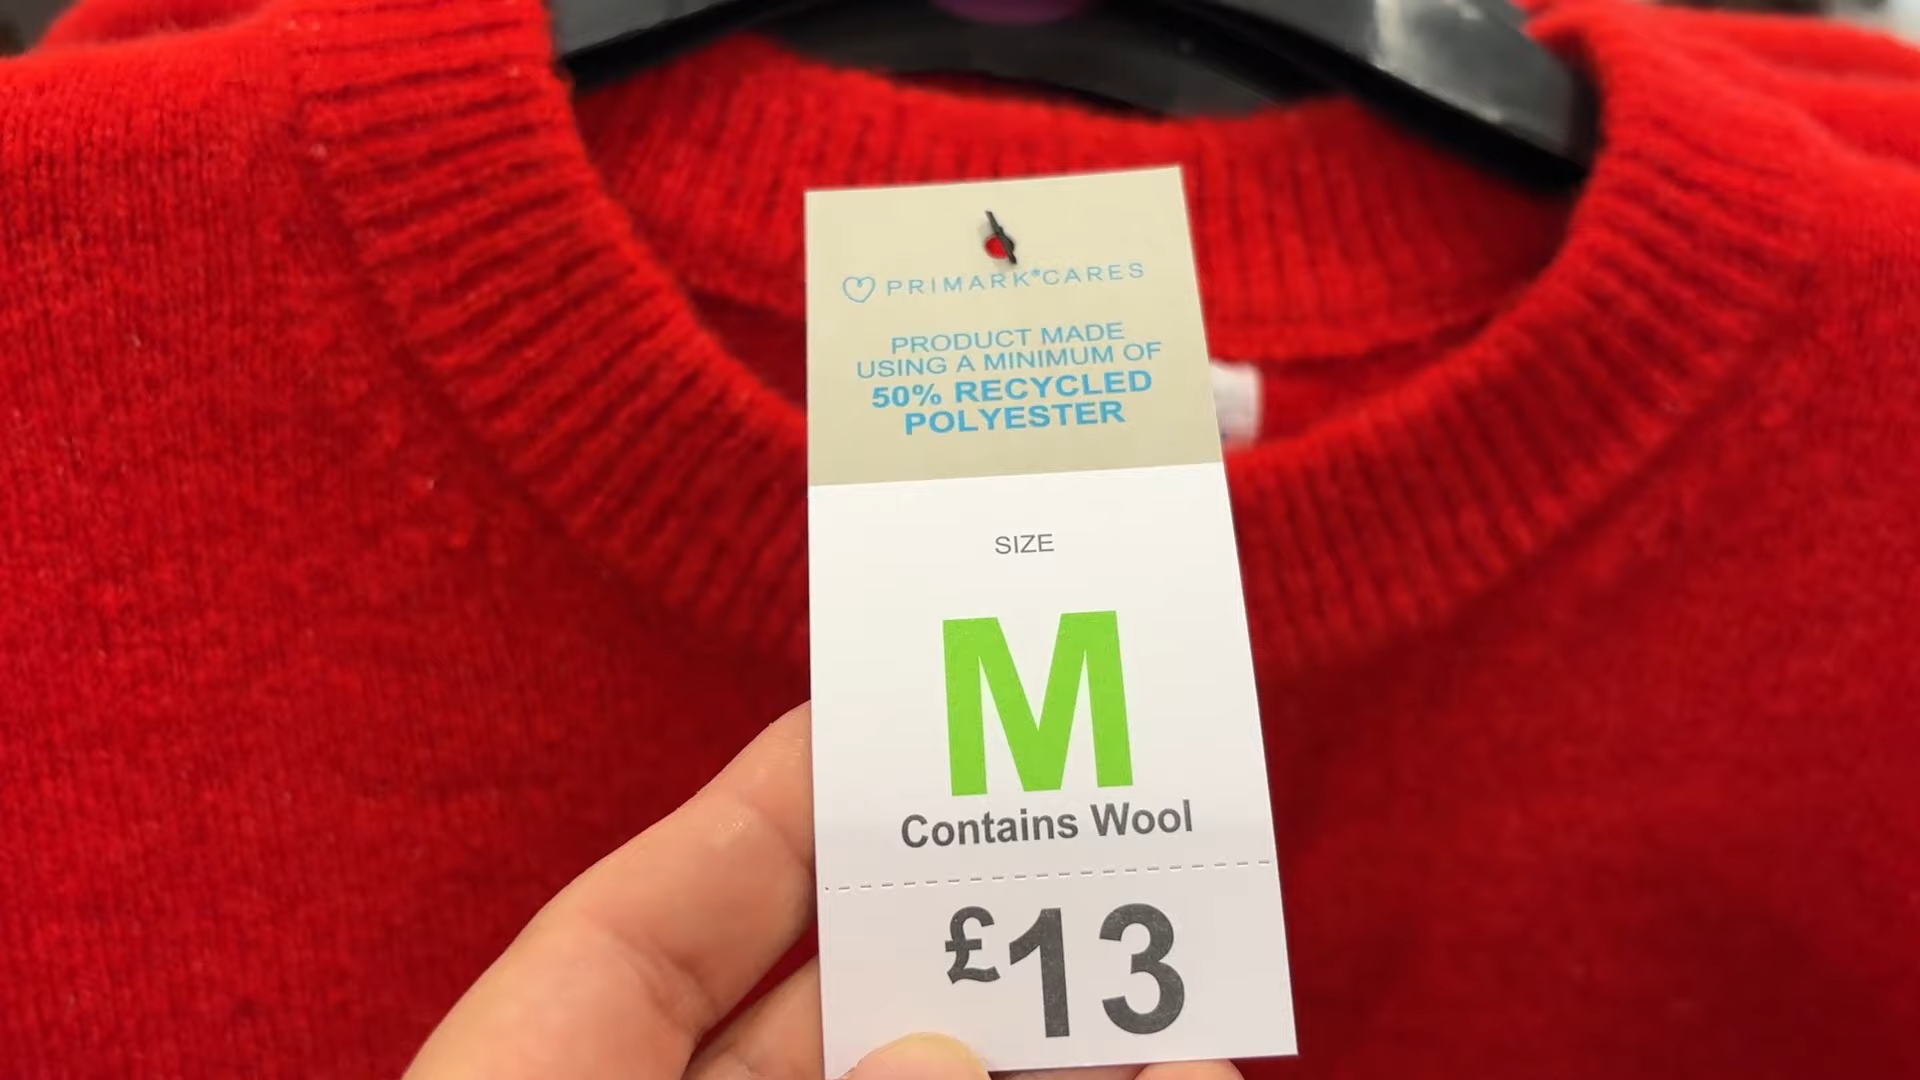 PRIMARK®CARES
PRODUCT MADE
USING A MINIMUM OF
50% RECYCLED
POLYESTER
SIZE
M
Contains Wool
£13